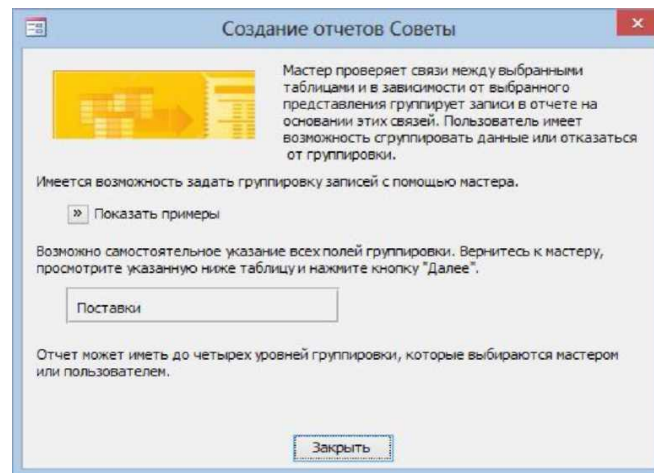 Создание отчетов Советы
Мастер проверяет связи между выбранными
таблицами и в зависимости от выбранного
представления группирует записи в отчете на
основании этих связей. Пользователь имеет
возможность сгруппировать данные или отказаться
от группировки.
Имеется возможность задать группировку записей с помощью мастера.
» Показать примеры
Возможно самостоятельное указание всех полей группировки. Вернитесь к мастеру,
просмотрите указанную ниже таблицу и нажмите кнопку "Далее".
Поставки
Отчет может иметь до четырех уровней группировки, которые выбираются мастером
или пользователем.
Закрыть